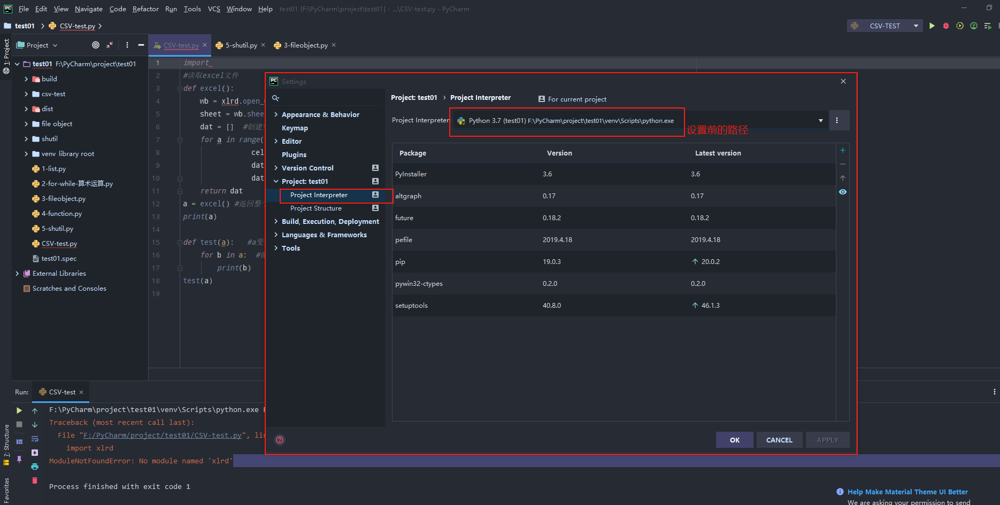 PC File Edit View Navigate Code Refactor Run Tools VCS Window Help test01 [F:\PyCharm\project\test01] - ...\CSV-test.py - PyCharm
test01 CSV-test.py
CSV-TEST
1: Project
Project
CSV-test.py 5-shutil.py 3-fileobject.py
test01 F:\PyCharm\project\test01
build
csv-test
dist
file object
shutil
venv library root
1-list.py
2-for-while-算术运算.py
3-fileobject.py
4-function.py
5-shutil.py
CSV-test.py
test01.spec
External Libraries
Scratches and Consoles
1 import
2 #读取excel文件
3 def excel():
4 wb = xlrd.open_
5 sheet = wb.shee
6 dat = [] #创建
7 for a in range(
8 cel
9 dat
10 dat
11 return dat
12 a = excel() #返回整
13 print(a)
14
15 def test(a): #a变
16 for b in a:
17 print(b)
18 test(a)
19
PC Settings
Appearance & Behavior
Keymap
Editor
Plugins
Version Control
Project: test01
Project Interpreter
Project Structure
Build, Execution, Deployment
Languages & Frameworks
Tools
Project: test01 › Project Interpreter For current project
Project Interpreter: Python 3.7 (test01) F:\PyCharm\project\test01\venv\Scripts\python.exe
设置前的路径
Package Version Latest version
PyInstaller 3.6 3.6
altgraph 0.17 0.17
future 0.18.2 0.18.2
pefile 2019.4.18 2019.4.18
pip 19.0.3 20.0.2
pywin32-ctypes 0.2.0 0.2.0
setuptools 40.8.0 46.1.3
OK CANCEL APPLY
Run: CSV-test
F:\PyCharm\project\test01\venv\Scripts\python.exe
Traceback (most recent call last):
File "F:/PyCharm/project/test01/CSV-test.py", lin
import xlrd
ModuleNotFoundError: No module named 'xlrd'
Process finished with exit code 1
7: Structure
Favorites
Help Make Material Theme UI Better
We are asking your permission to send